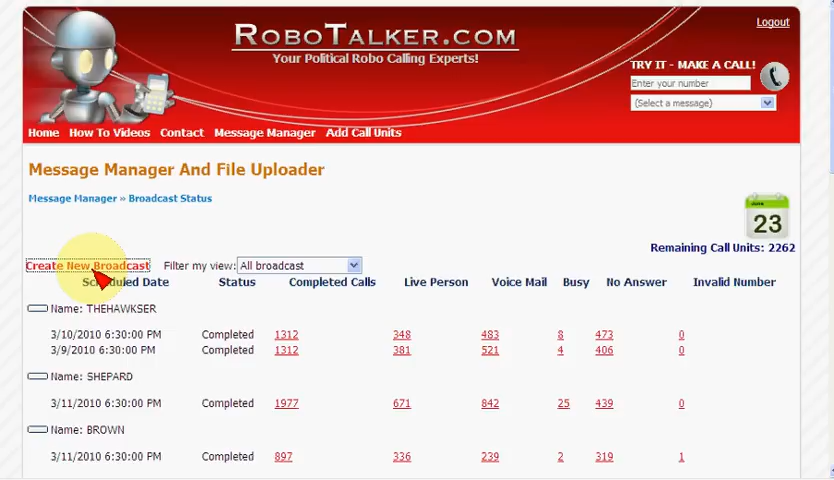 Logout
ROBOTALKER.COM
Your Political Robo Calling Experts!
TRY IT - MAKE A CALL!
Enter your number
(Select a message)
Home How To Videos Contact Message Manager Add Call Units
Message Manager And File Uploader
Message Manager » Broadcast Status
23
Remaining Call Units: 2262
Create New Broadcast Filter my view: All broadcast
Scheduled Date Status Completed Calls Live Person Voice Mail Busy No Answer Invalid Number
Name: THEHAWKSER
3/10/2010 6:30:00 PM Completed 1312 348 483 8 473 0
3/9/2010 6:30:00 PM Completed 1312 381 521 4 406 0
Name: SHEPARD
3/11/2010 6:30:00 PM Completed 1977 671 842 25 439 0
Name: BROWN
3/11/2010 6:30:00 PM Completed 897 336 239 2 319 1